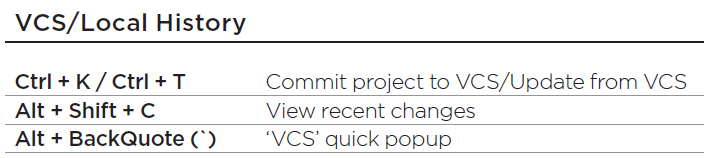 VCS/Local History
Ctrl + K / Ctrl + T Commit project to VCS/Update from VCS
Alt + Shift + C View recent changes
Alt + BackQuote (`) ‘VCS’ quick popup